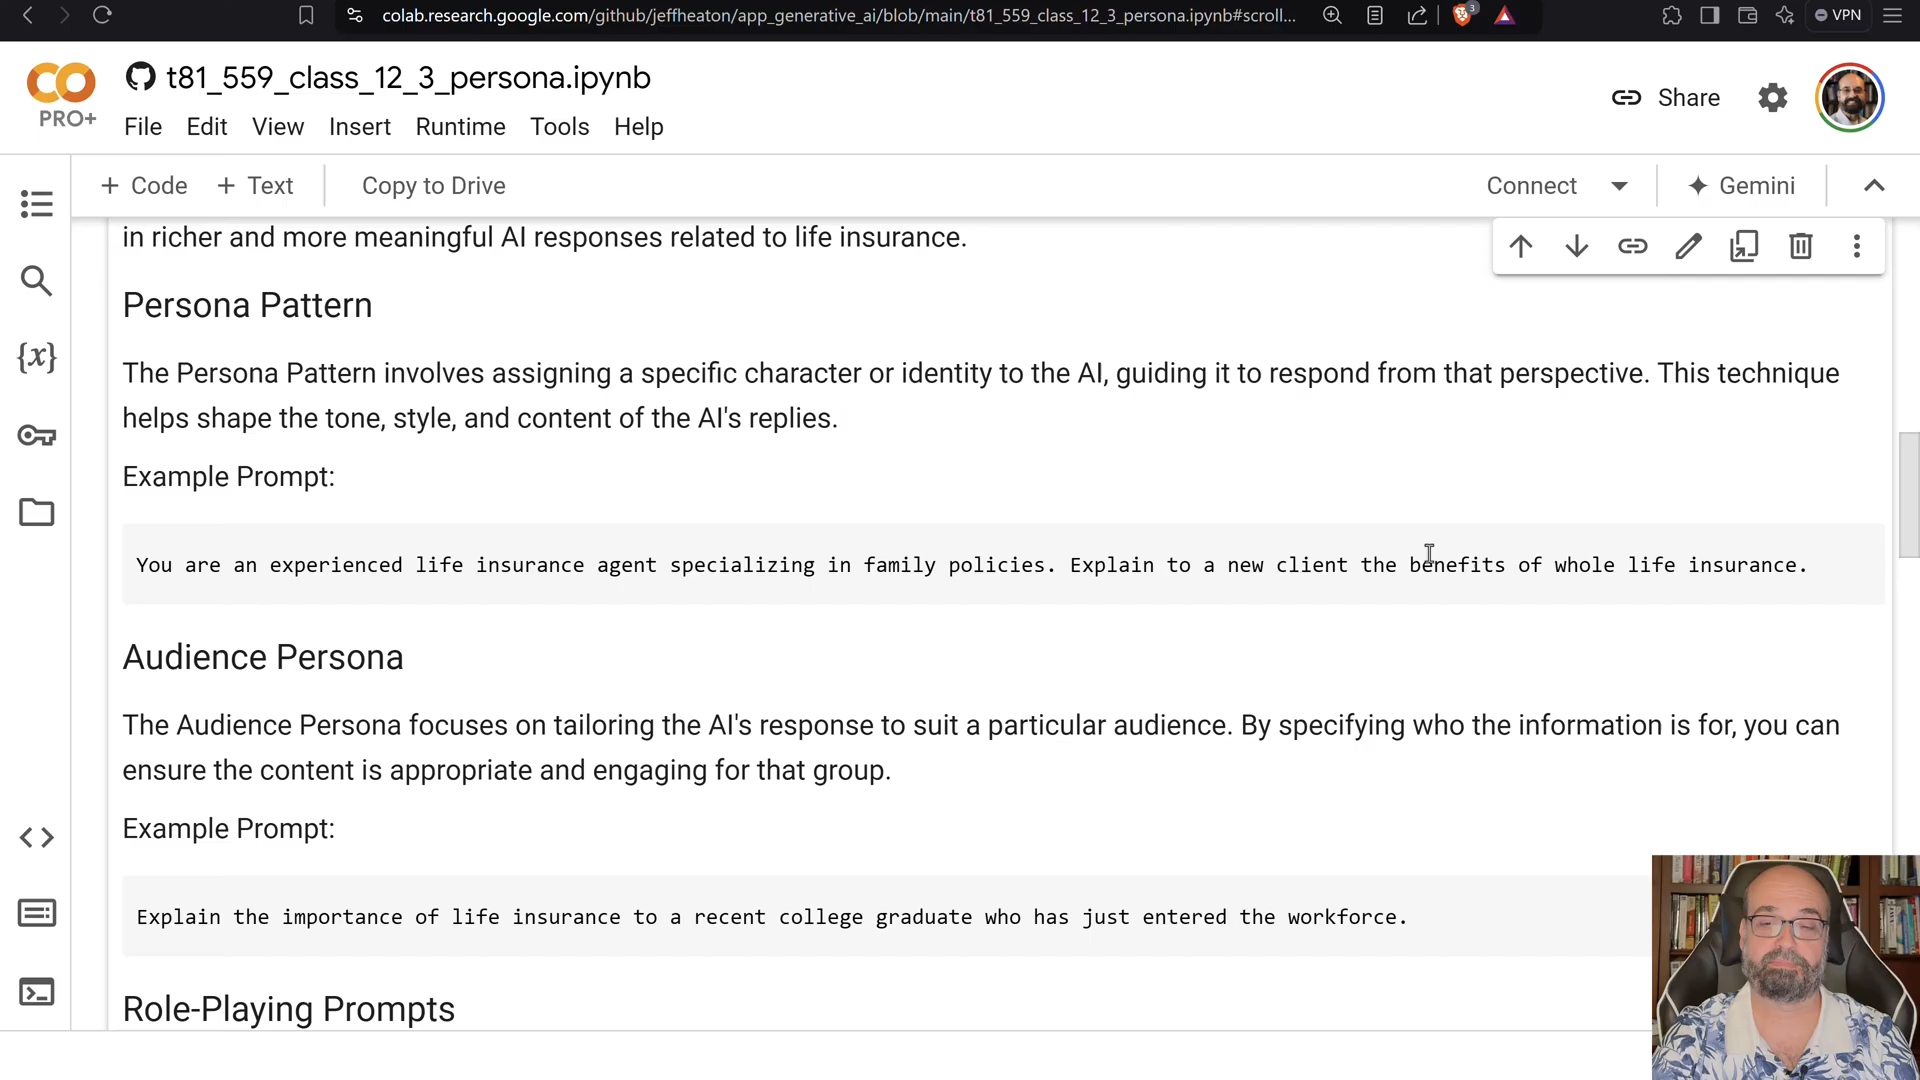 colab.research.google.com/github/jeffheaton/app_generative_ai/blob/main/t81_559_class_12_3_persona.ipynb#scroll...
3
VPN
CO
PRO+
t81_559_class_12_3_persona.ipynb
Share
File Edit View Insert Runtime Tools Help
+ Code + Text Copy to Drive
Connect
Gemini
in richer and more meaningful AI responses related to life insurance.
Persona Pattern
The Persona Pattern involves assigning a specific character or identity to the AI, guiding it to respond from that perspective. This technique
helps shape the tone, style, and content of the AI's replies.
Example Prompt:
You are an experienced life insurance agent specializing in family policies. Explain to a new client the benefits of whole life insurance.
Audience Persona
The Audience Persona focuses on tailoring the AI's response to suit a particular audience. By specifying who the information is for, you can
ensure the content is appropriate and engaging for that group.
Example Prompt:
Explain the importance of life insurance to a recent college graduate who has just entered the workforce.
Role-Playing Prompts